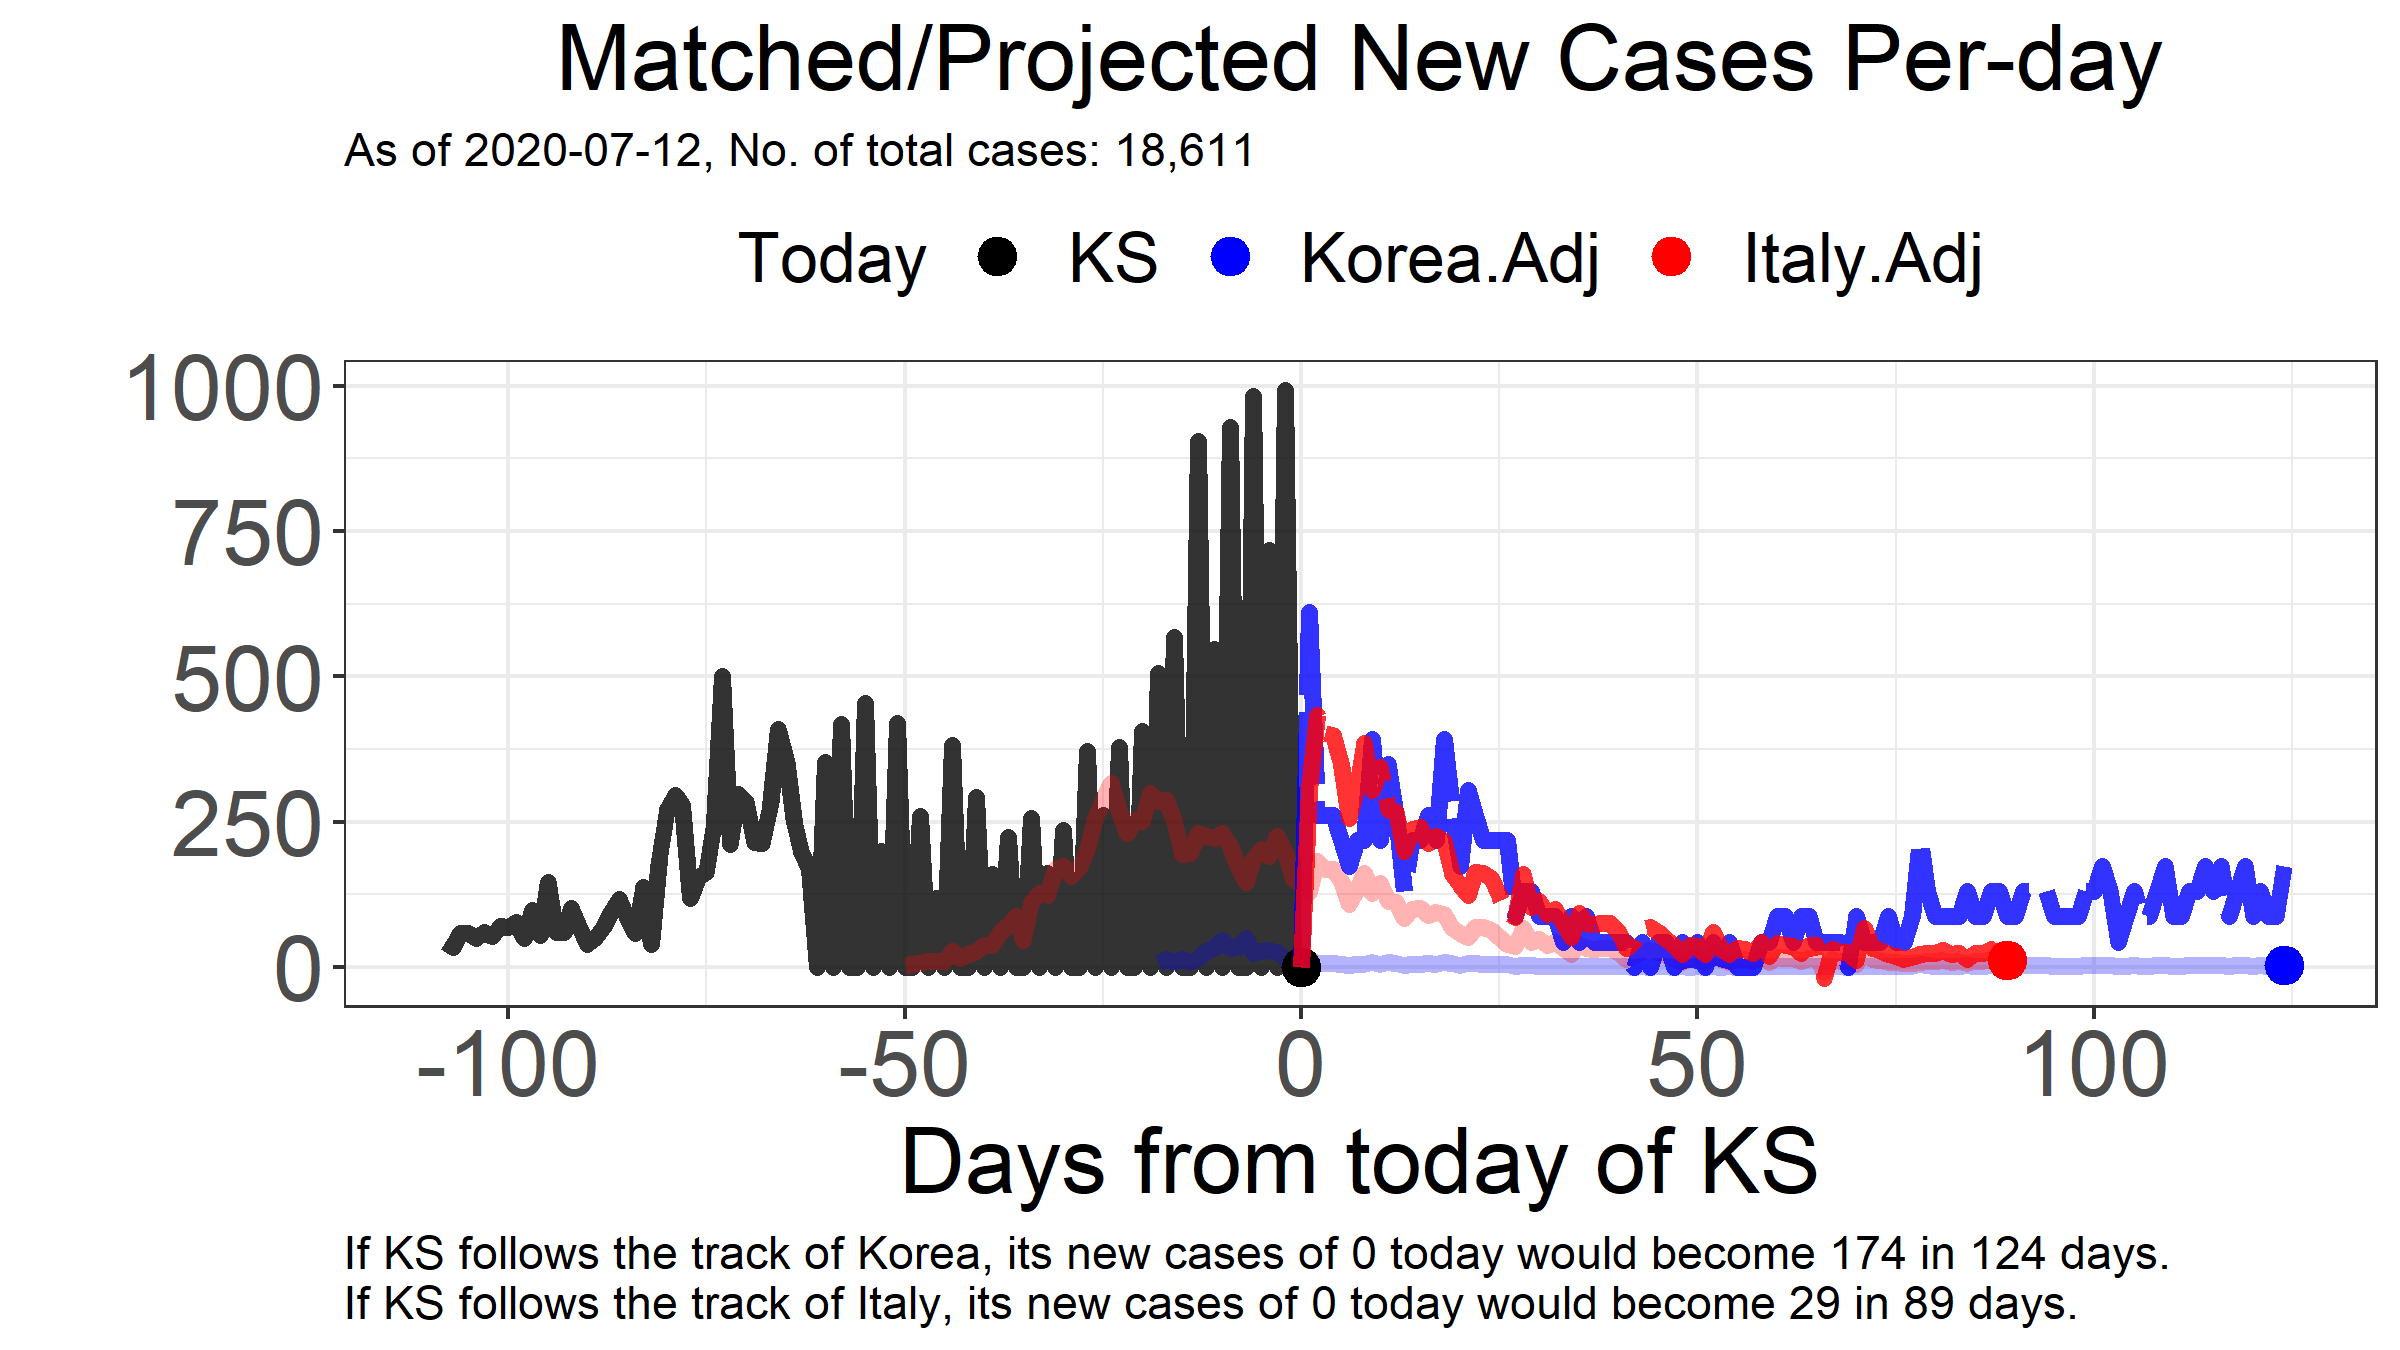 Matched/Projected New Cases Per-day
As of 2020-07-12, No. of total cases: 18,611
Today KS Korea.Adj Italy.Adj
1000
750
500
250
0
-100 -50 0 50 100
Days from today of KS
If KS follows the track of Korea, its new cases of 0 today would become 174 in 124 days.
If KS follows the track of Italy, its new cases of 0 today would become 29 in 89 days.